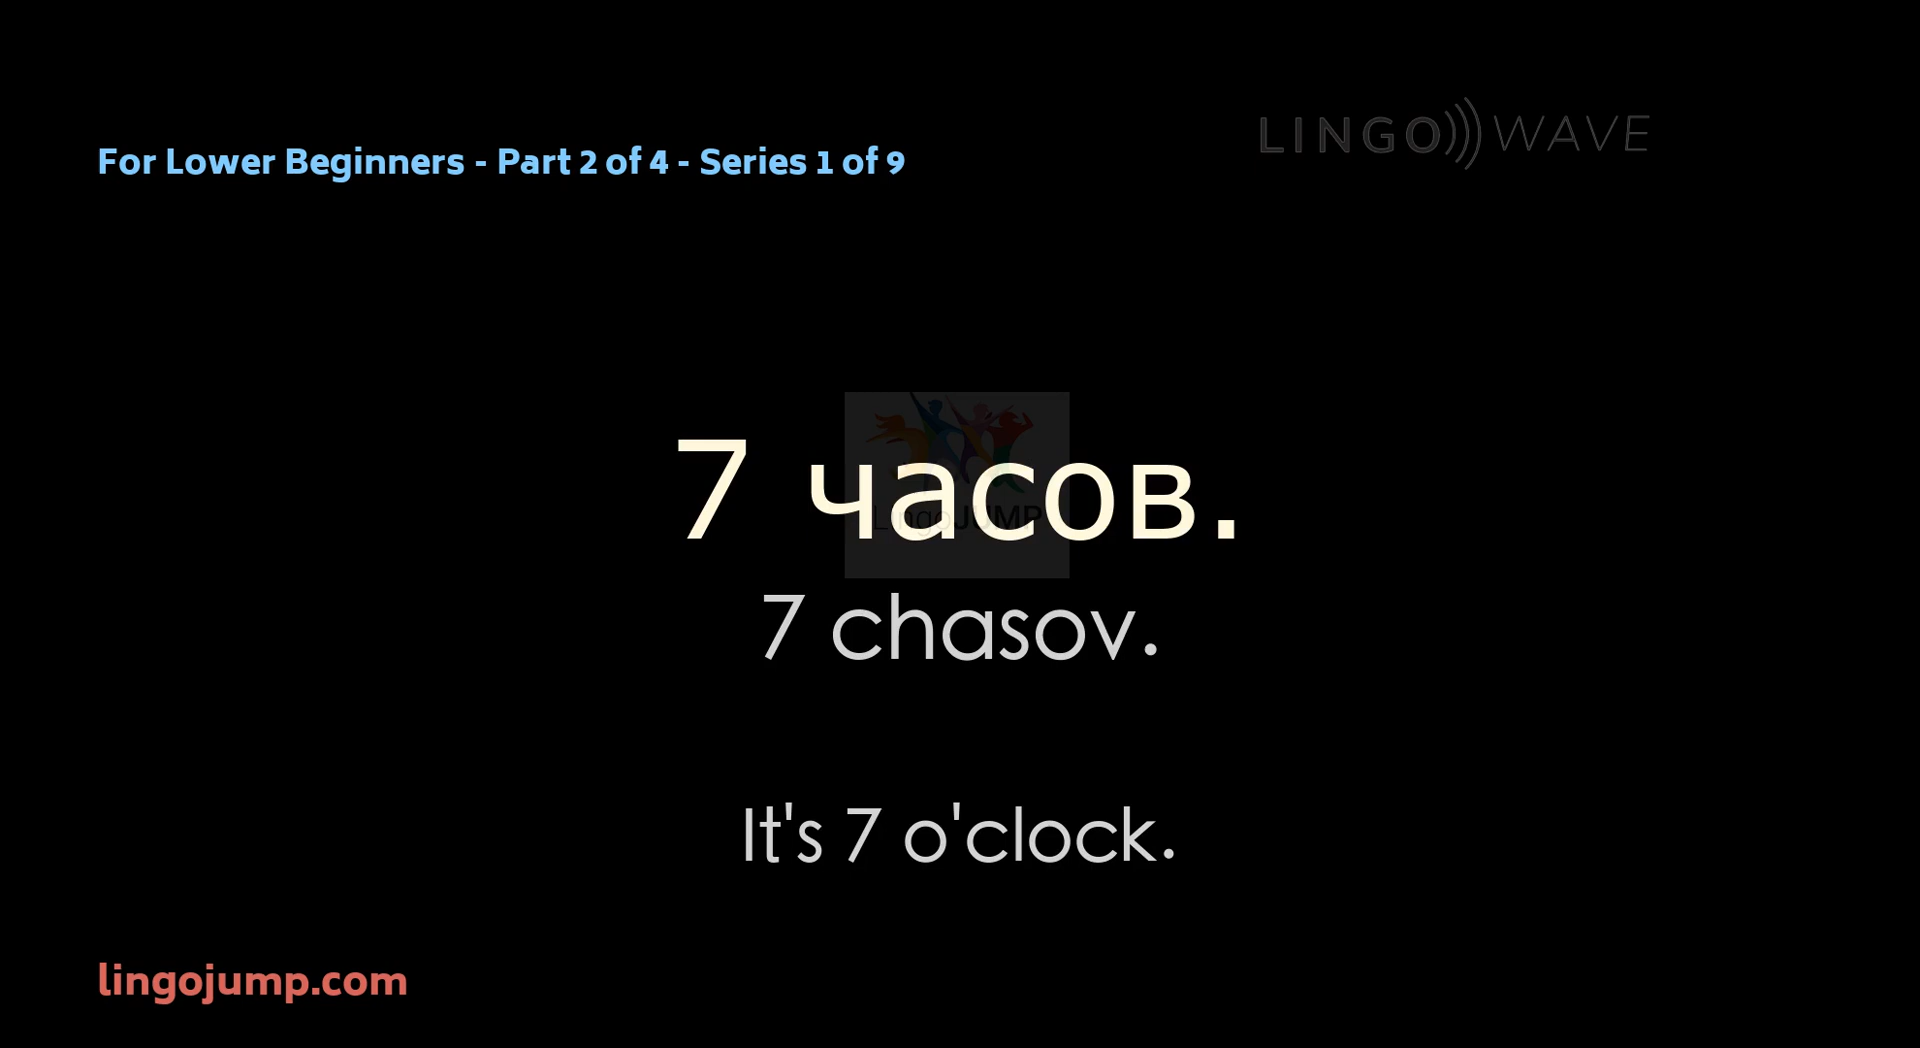 LINGO WAVE
For Lower Beginners - Part 2 of 4 - Series 1 of 9
7 часов.
LingoJUMP
7 chasov.
It's 7 o'clock.
lingojump.com